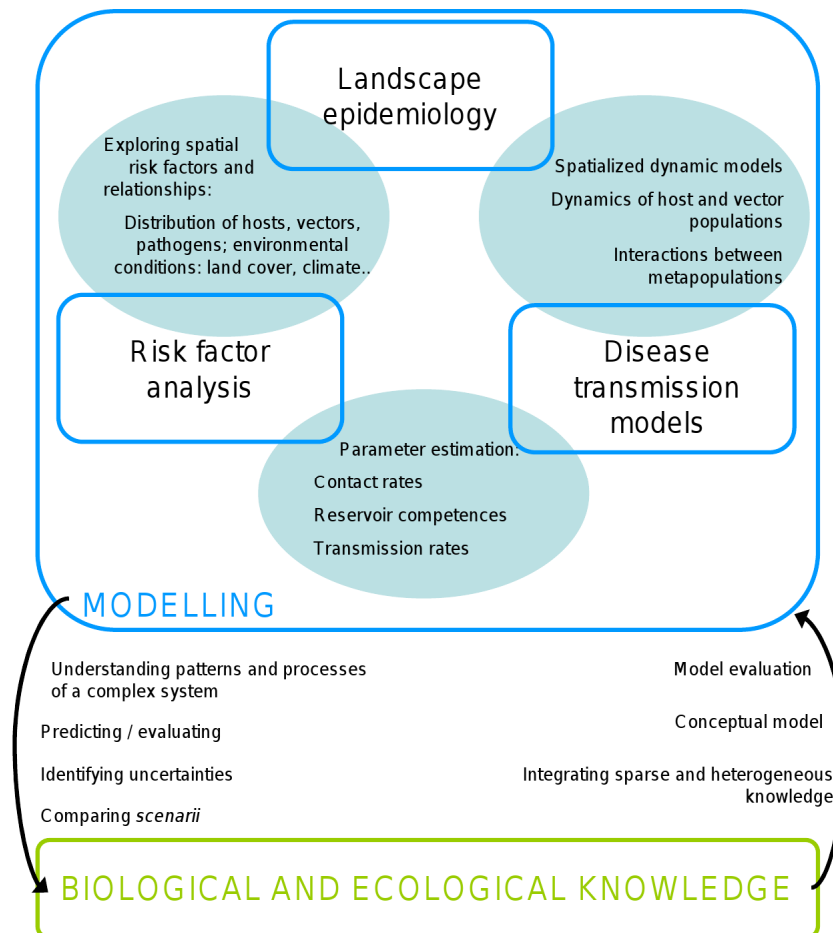 Landscape
epidemiology
Exploring spatial
risk factors and
relationships:
Distribution of hosts, vectors,
pathogens; environmental
conditions: land cover, climate..
Spatialized dynamic models
Dynamics of host and vector
populations
Interactions between
metapopulations
Risk factor
analysis
Disease
transmission
models
Parameter estimation:
Contact rates
Reservoir competences
Transmission rates
MODELLING
Understanding patterns and processes
of a complex system
Predicting / evaluating
Identifying uncertainties
Comparing scenarii
Model evaluation
Conceptual model
Integrating sparse and heterogeneous
knowledge
BIOLOGICAL AND ECOLOGICAL KNOWLEDGE